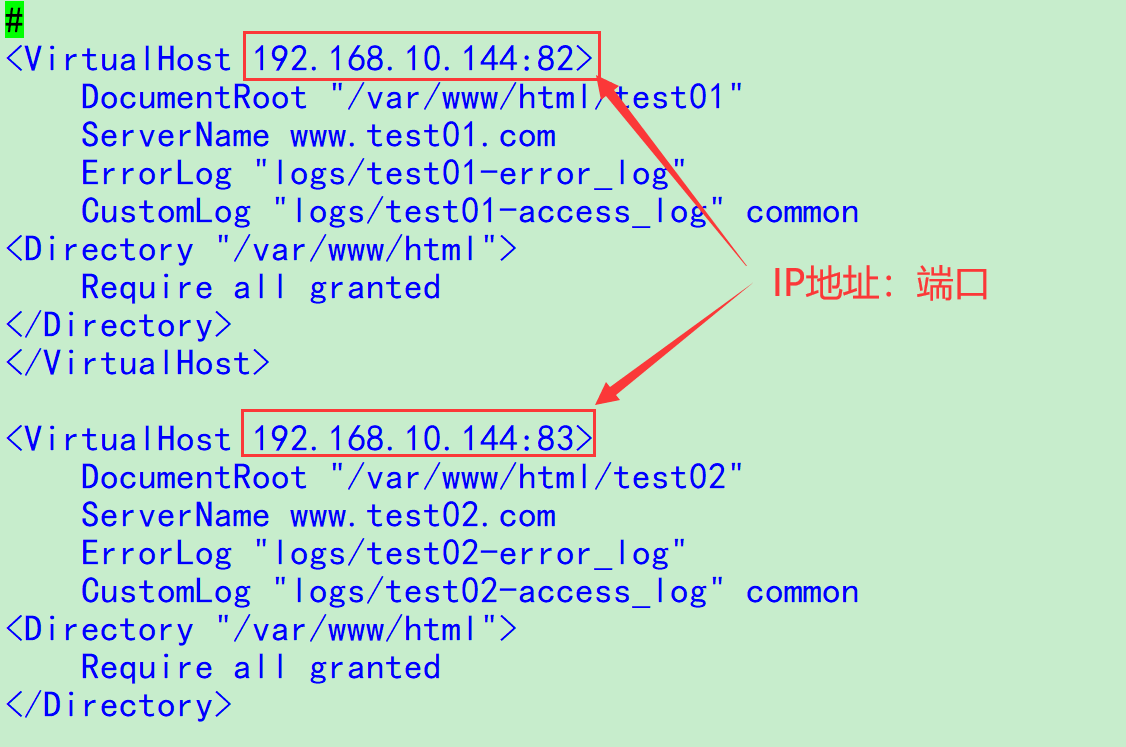 #
<VirtualHost 192.168.10.144:82>
    DocumentRoot "/var/www/html/test01"
    ServerName www.test01.com
    ErrorLog "logs/test01-error_log"
    CustomLog "logs/test01-access_log" common
<Directory "/var/www/html">
    Require all granted
IP地址：端口
</Directory>
</VirtualHost>

<VirtualHost 192.168.10.144:83>
    DocumentRoot "/var/www/html/test02"
    ServerName www.test02.com
    ErrorLog "logs/test02-error_log"
    CustomLog "logs/test02-access_log" common
<Directory "/var/www/html">
    Require all granted
</Directory>